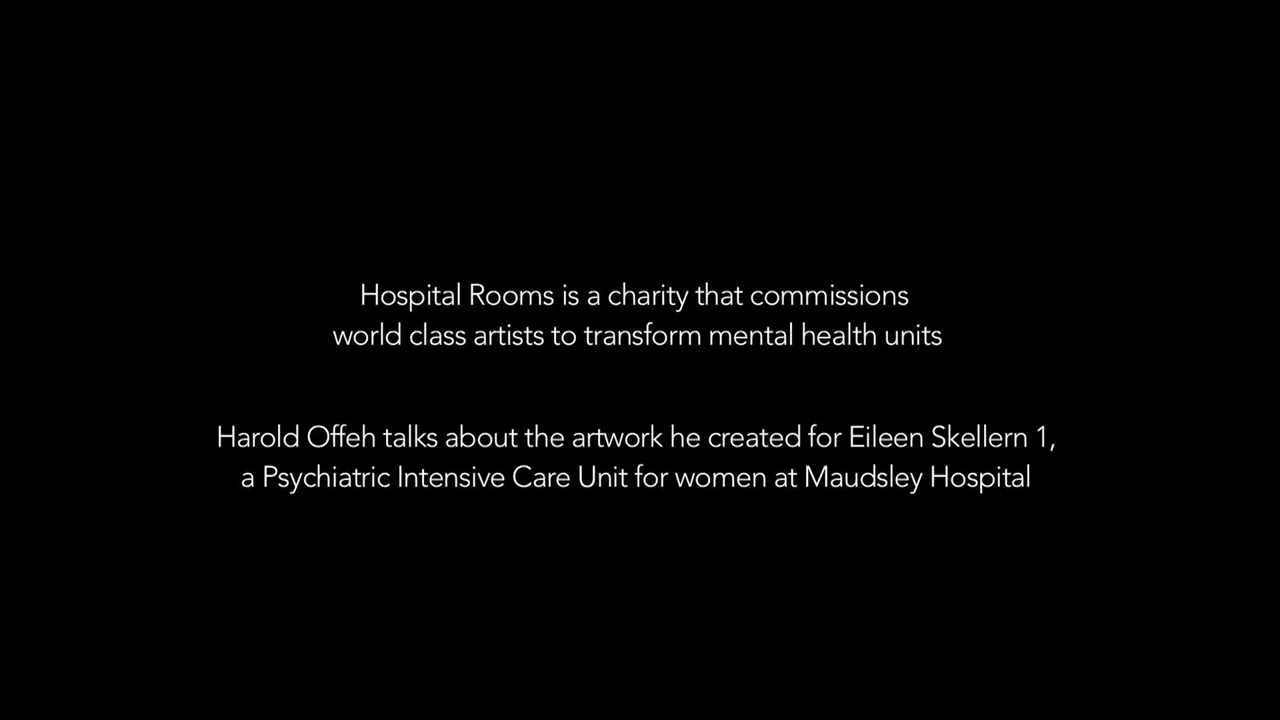 Hospital Rooms is a charity that commissions
world class artists to transform mental health units
Harold Offeh talks about the artwork he created for Eileen Skellern 1,
a Psychiatric Intensive Care Unit for women at Maudsley Hospital